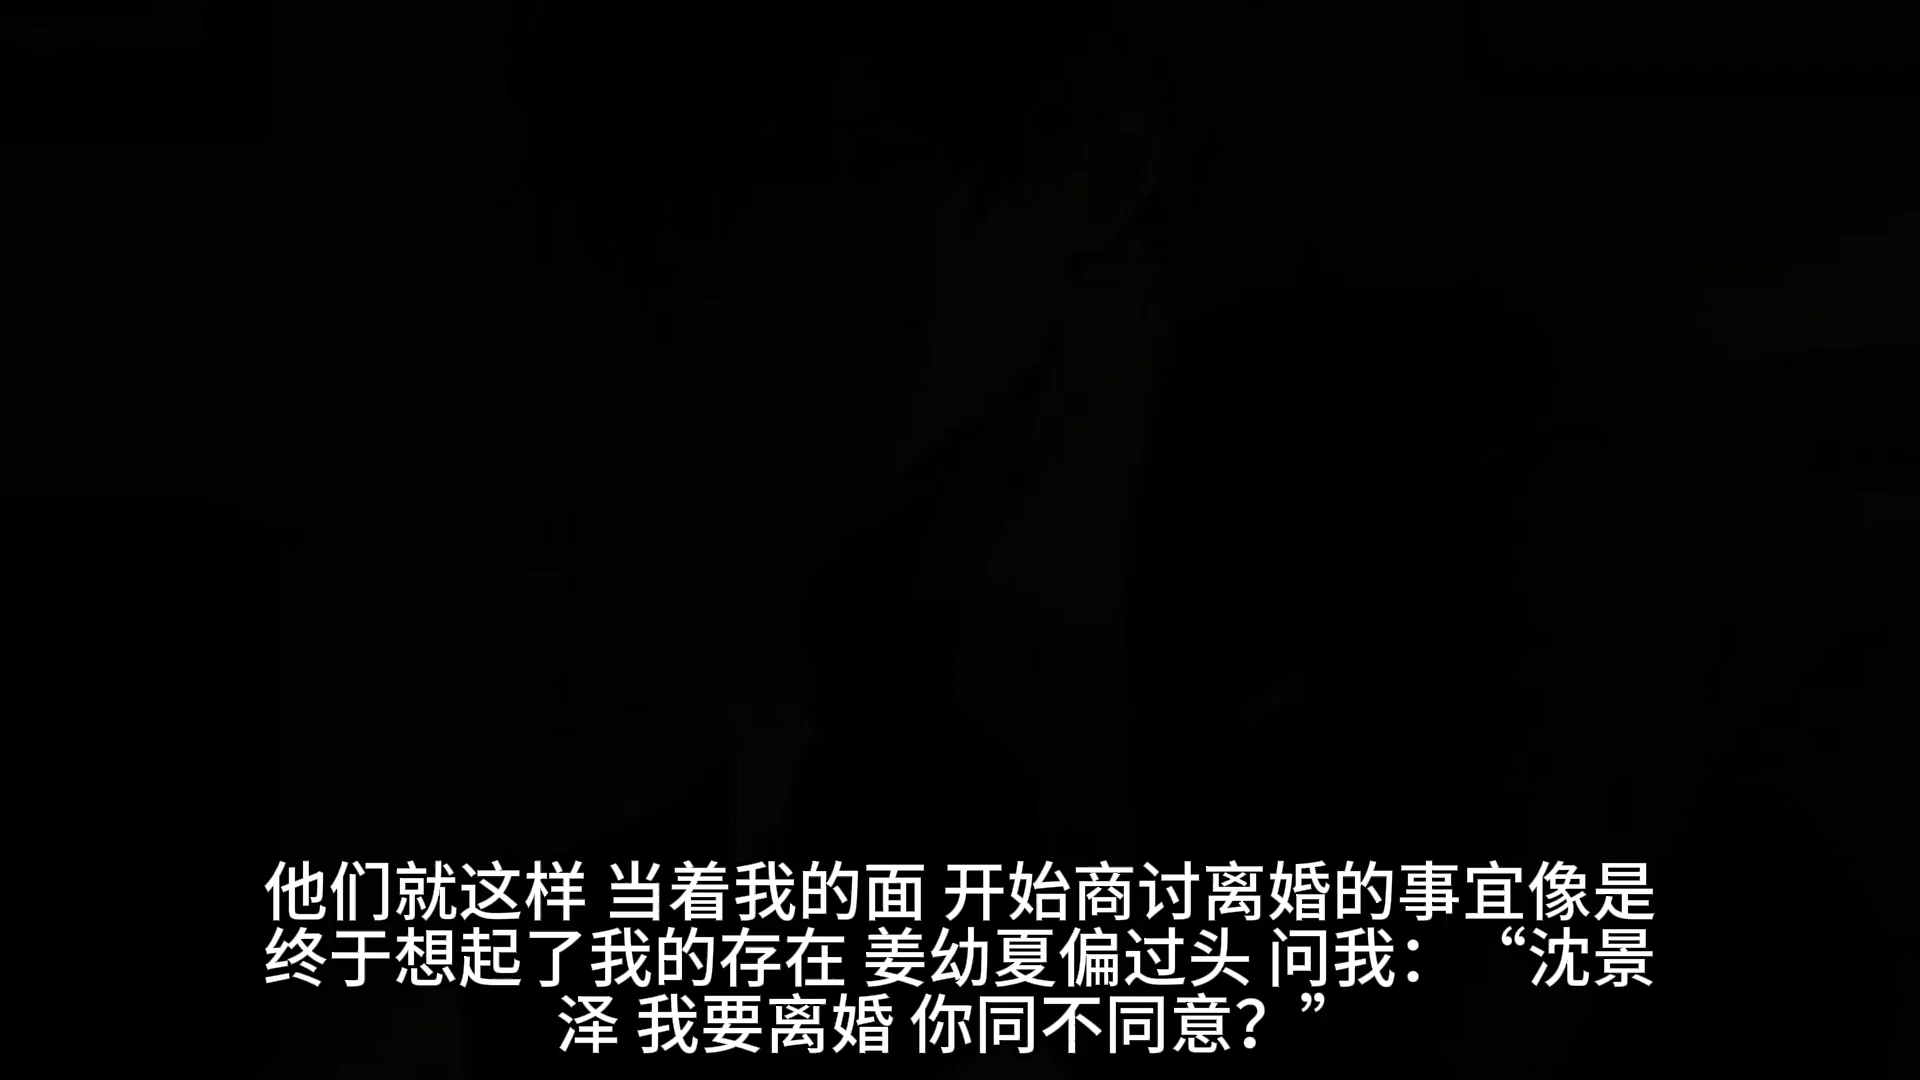 他们就这样 当着我的面 开始商讨离婚的事宜像是
终于想起了我的存在 姜幼夏偏过头 问我：“沈景
泽 我要离婚 你同不同意？”